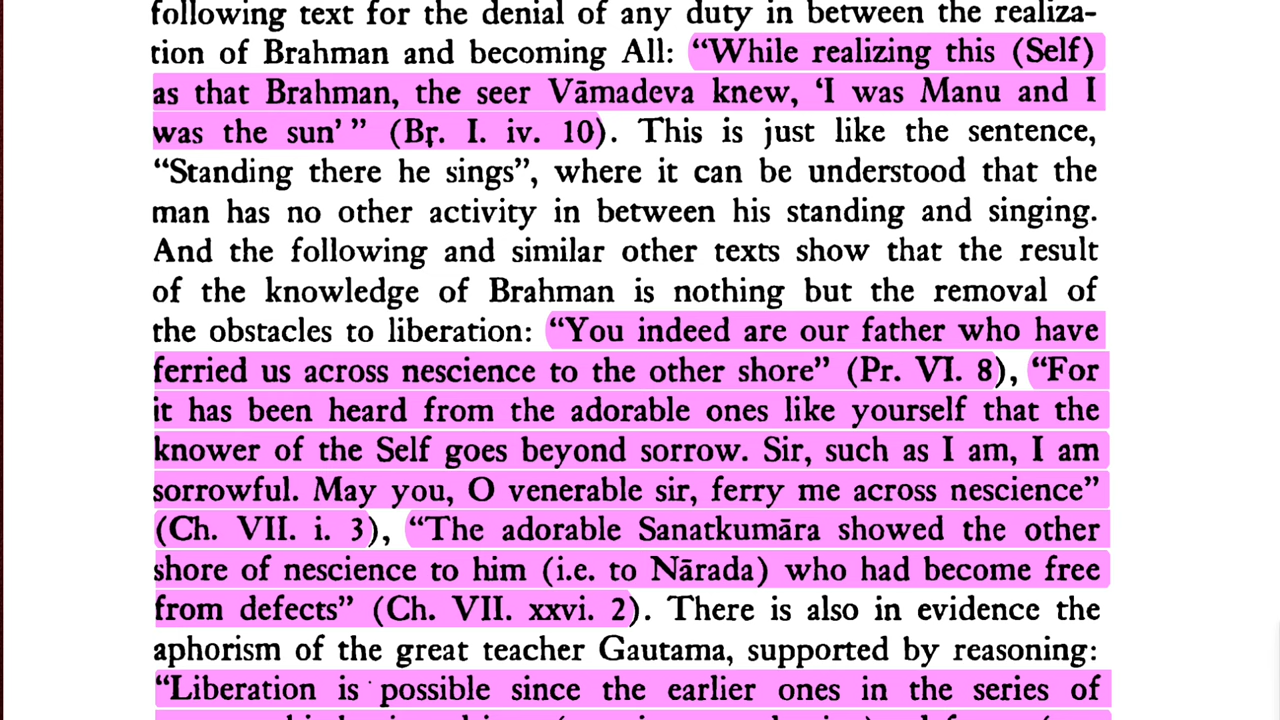 following text for the denial of any duty in between the realiza-
tion of Brahman and becoming All: “While realizing this (Self)
as that Brahman, the seer Vāmadeva knew, ‘I was Manu and I
was the sun’ ” (Bṛ. I. iv. 10). This is just like the sentence,
“Standing there he sings”, where it can be understood that the
man has no other activity in between his standing and singing.
And the following and similar other texts show that the result
of the knowledge of Brahman is nothing but the removal of
the obstacles to liberation: “You indeed are our father who have
ferried us across nescience to the other shore” (Pr. VI. 8), “For
it has been heard from the adorable ones like yourself that the
knower of the Self goes beyond sorrow. Sir, such as I am, I am
sorrowful. May you, O venerable sir, ferry me across nescience”
(Ch. VII. i. 3), “The adorable Sanatkumāra showed the other
shore of nescience to him (i.e. to Nārada) who had become free
from defects” (Ch. VII. xxvi. 2). There is also in evidence the
aphorism of the great teacher Gautama, supported by reasoning:
“Liberation is possible since the earlier ones in the series of